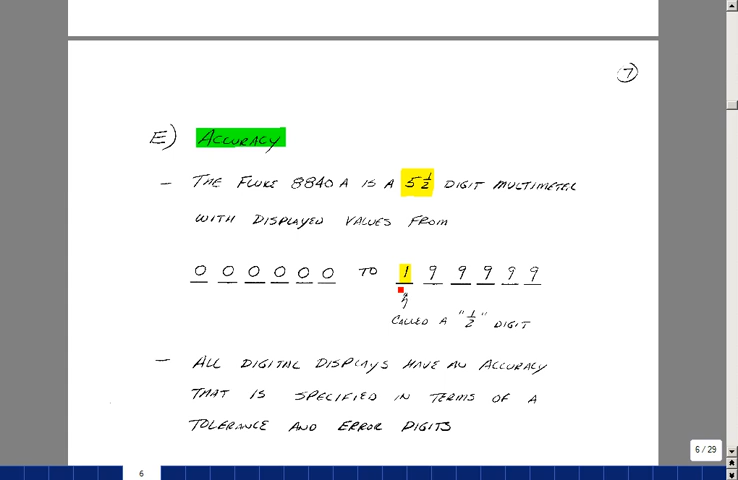 7
E) ACCURACY
- THE FLUKE 8840 A IS A 5 1/2 DIGIT MULTIMETER
WITH DISPLAYED VALUES FROM
0 0 0 0 0 0 TO 1 9 9 9 9 9
CALLED A "1/2" DIGIT
- ALL DIGITAL DISPLAYS HAVE AN ACCURACY
THAT IS SPECIFIED IN TERMS OF A
TOLERANCE AND ERROR DIGITS
6 / 29
6